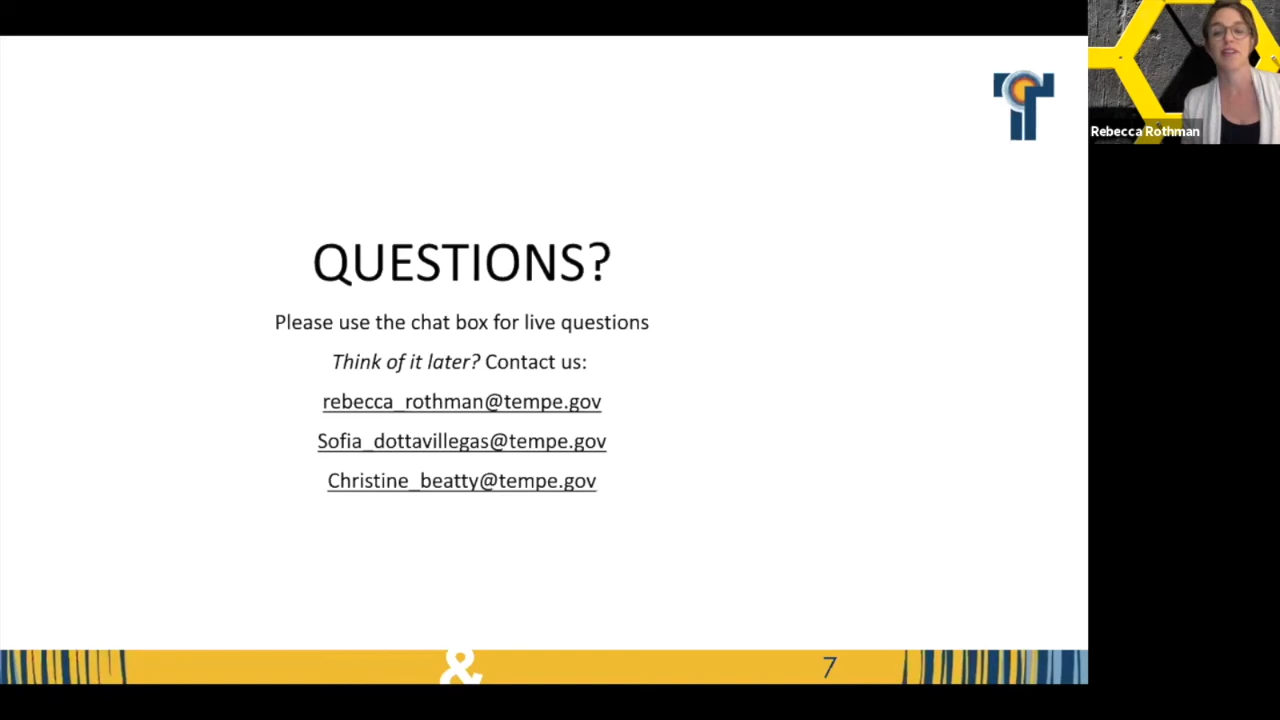 QUESTIONS?
Please use the chat box for live questions
Think of it later? Contact us:
rebecca_rothman@tempe.gov
Sofia_dottavillegas@tempe.gov
Christine_beatty@tempe.gov
&
7
Rebecca Rothman